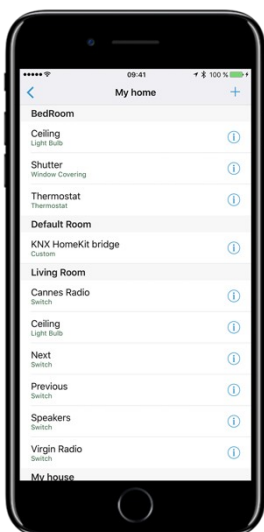 09:41 100 %
My home
BedRoom
Ceiling
Light Bulb
Shutter
Window Covering
Thermostat
Thermostat
Default Room
KNX HomeKit bridge
Custom
Living Room
Cannes Radio
Switch
Ceiling
Light Bulb
Next
Switch
Previous
Switch
Speakers
Switch
Virgin Radio
Switch
My house